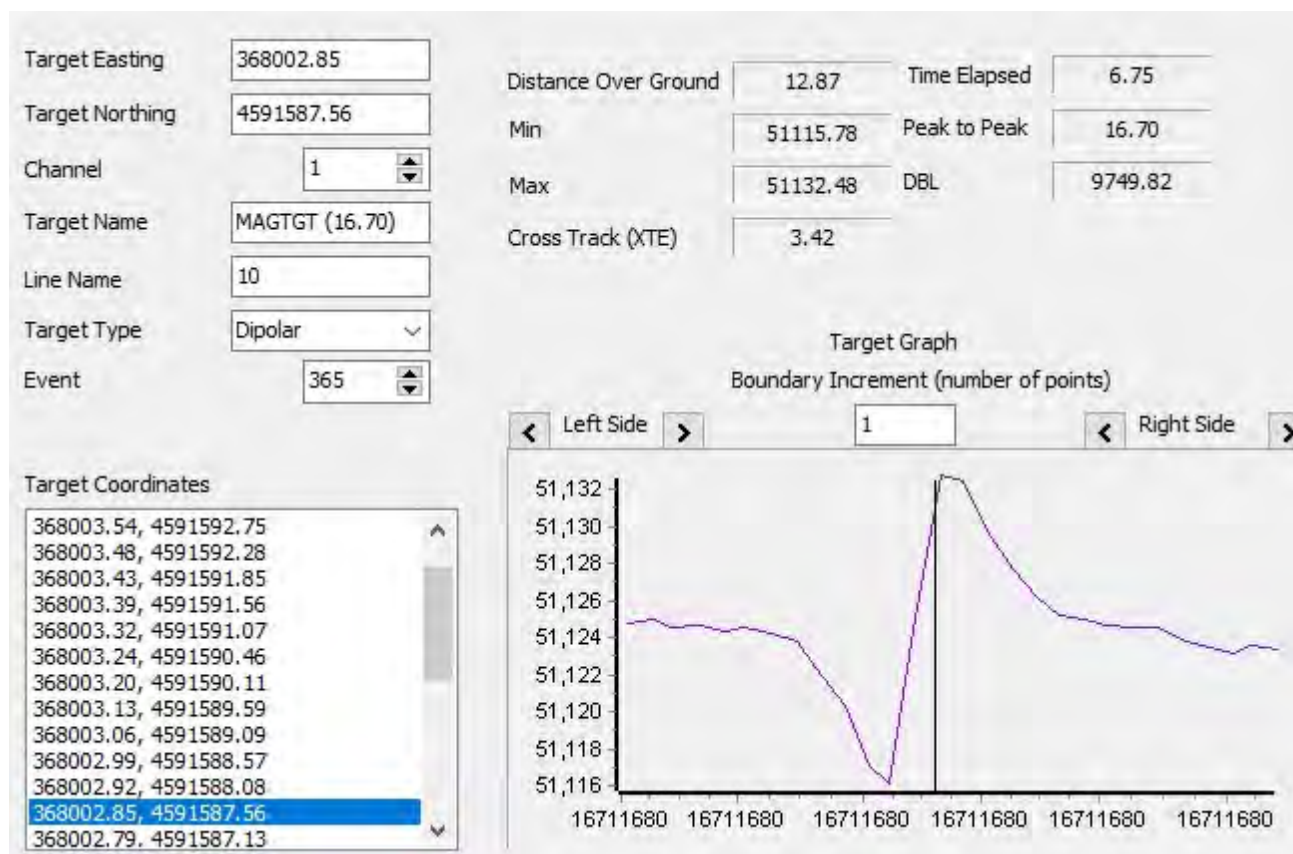 Target Easting 368002.85
Target Northing 4591587.56
Channel 1
Target Name MAGTGT (16.70)
Line Name 10
Target Type Dipolar
Event 365
Distance Over Ground 12.87 Time Elapsed 6.75
Min 51115.78 Peak to Peak 16.70
Max 51132.48 DBL 9749.82
Cross Track (XTE) 3.42
Target Graph
Boundary Increment (number of points)
< Left Side > 1 < Right Side >
Target Coordinates
368003.54, 4591592.75
368003.48, 4591592.28
368003.43, 4591591.85
368003.39, 4591591.56
368003.32, 4591591.07
368003.24, 4591590.46
368003.20, 4591590.11
368003.13, 4591589.59
368003.06, 4591589.09
368002.99, 4591588.57
368002.92, 4591588.08
368002.85, 4591587.56
368002.79, 4591587.13
51,132
51,130
51,128
51,126
51,124
51,122
51,120
51,118
51,116
16711680 16711680 16711680 16711680 16711680 16711680